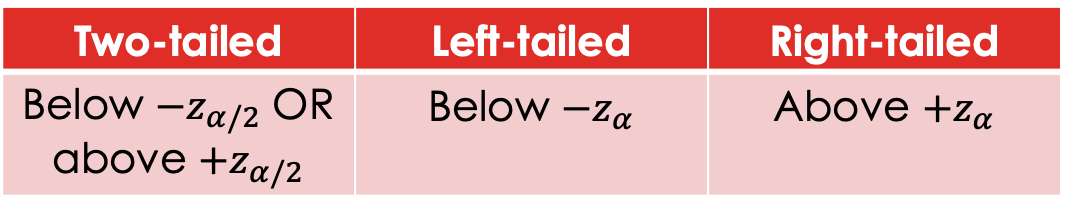 Two-tailed Left-tailed Right-tailed
Below −z_{α/2} OR Below −z_α Above +z_α
above +z_{α/2}